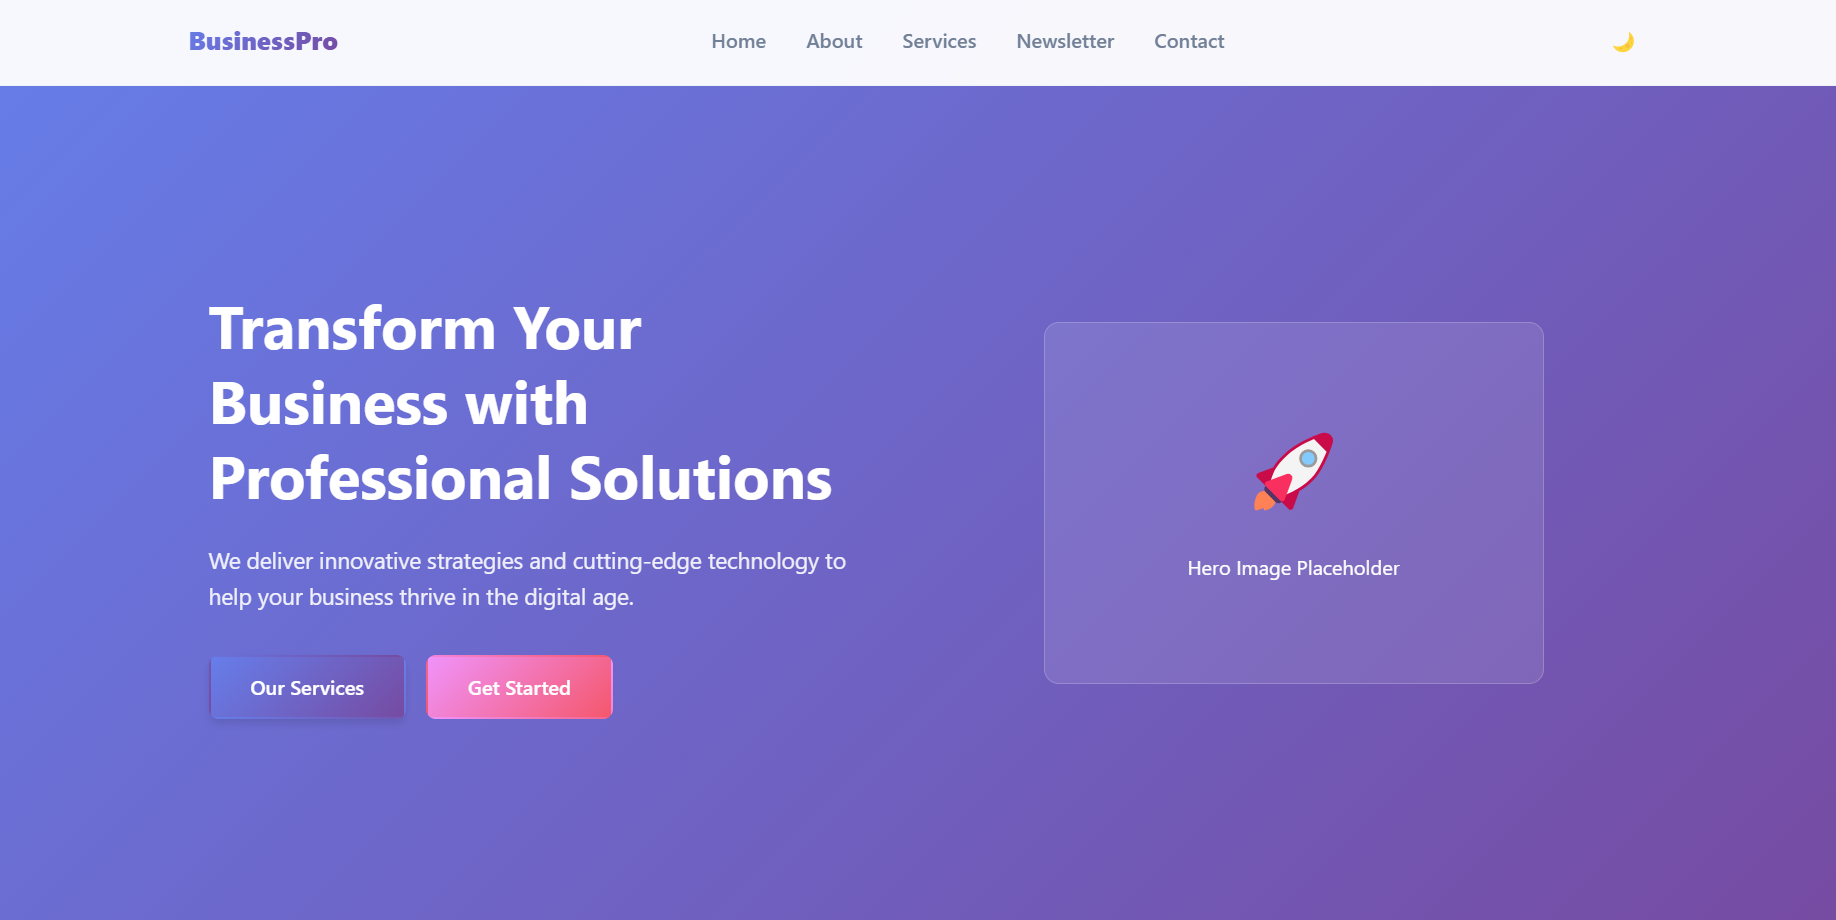 BusinessPro
Home
About
Services
Newsletter
Contact
Transform Your
Business with
Professional Solutions
We deliver innovative strategies and cutting-edge technology to
help your business thrive in the digital age.
Our Services
Get Started
Hero Image Placeholder